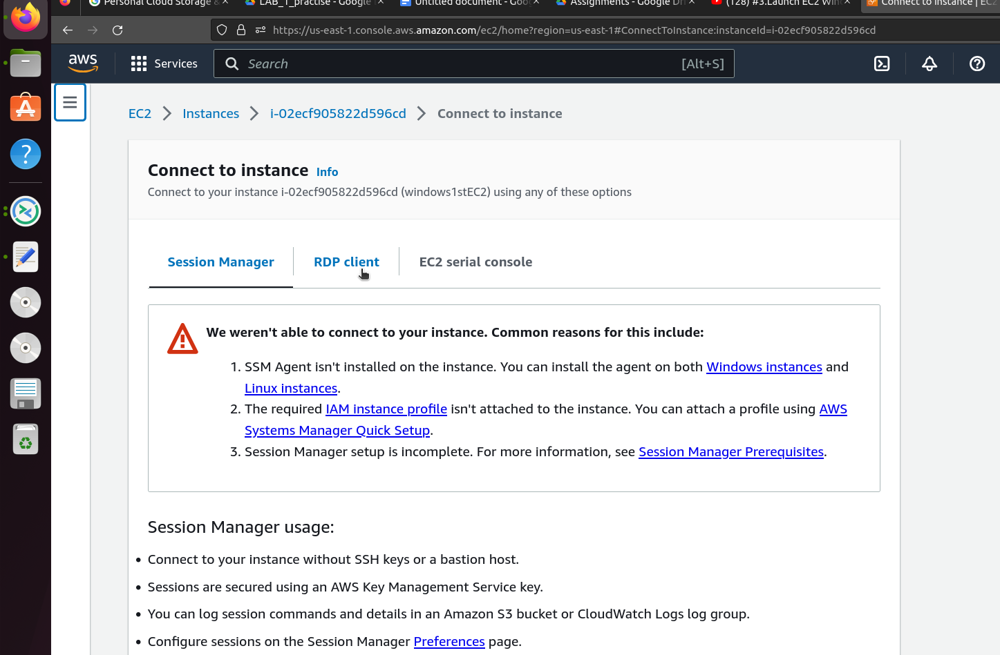 Personal Cloud Storage &
LAB_1_practise - Google
Untitled document - Goo
Assignments - Google Dri
(128) #3.Launch EC2 Win
Connect to instance | EC2
https://us-east-1.console.aws.amazon.com/ec2/home?region=us-east-1#ConnectToInstance:instanceId=i-02ecf905822d596cd
aws
Services
Search
[Alt+S]
EC2 > Instances > i-02ecf905822d596cd > Connect to instance
Connect to instance Info
Connect to your instance i-02ecf905822d596cd (windows1stEC2) using any of these options
Session Manager
RDP client
EC2 serial console
We weren't able to connect to your instance. Common reasons for this include:
1. SSM Agent isn't installed on the instance. You can install the agent on both Windows instances and
Linux instances.
2. The required IAM instance profile isn't attached to the instance. You can attach a profile using AWS
Systems Manager Quick Setup.
3. Session Manager setup is incomplete. For more information, see Session Manager Prerequisites.
Session Manager usage:
• Connect to your instance without SSH keys or a bastion host.
• Sessions are secured using an AWS Key Management Service key.
• You can log session commands and details in an Amazon S3 bucket or CloudWatch Logs log group.
• Configure sessions on the Session Manager Preferences page.